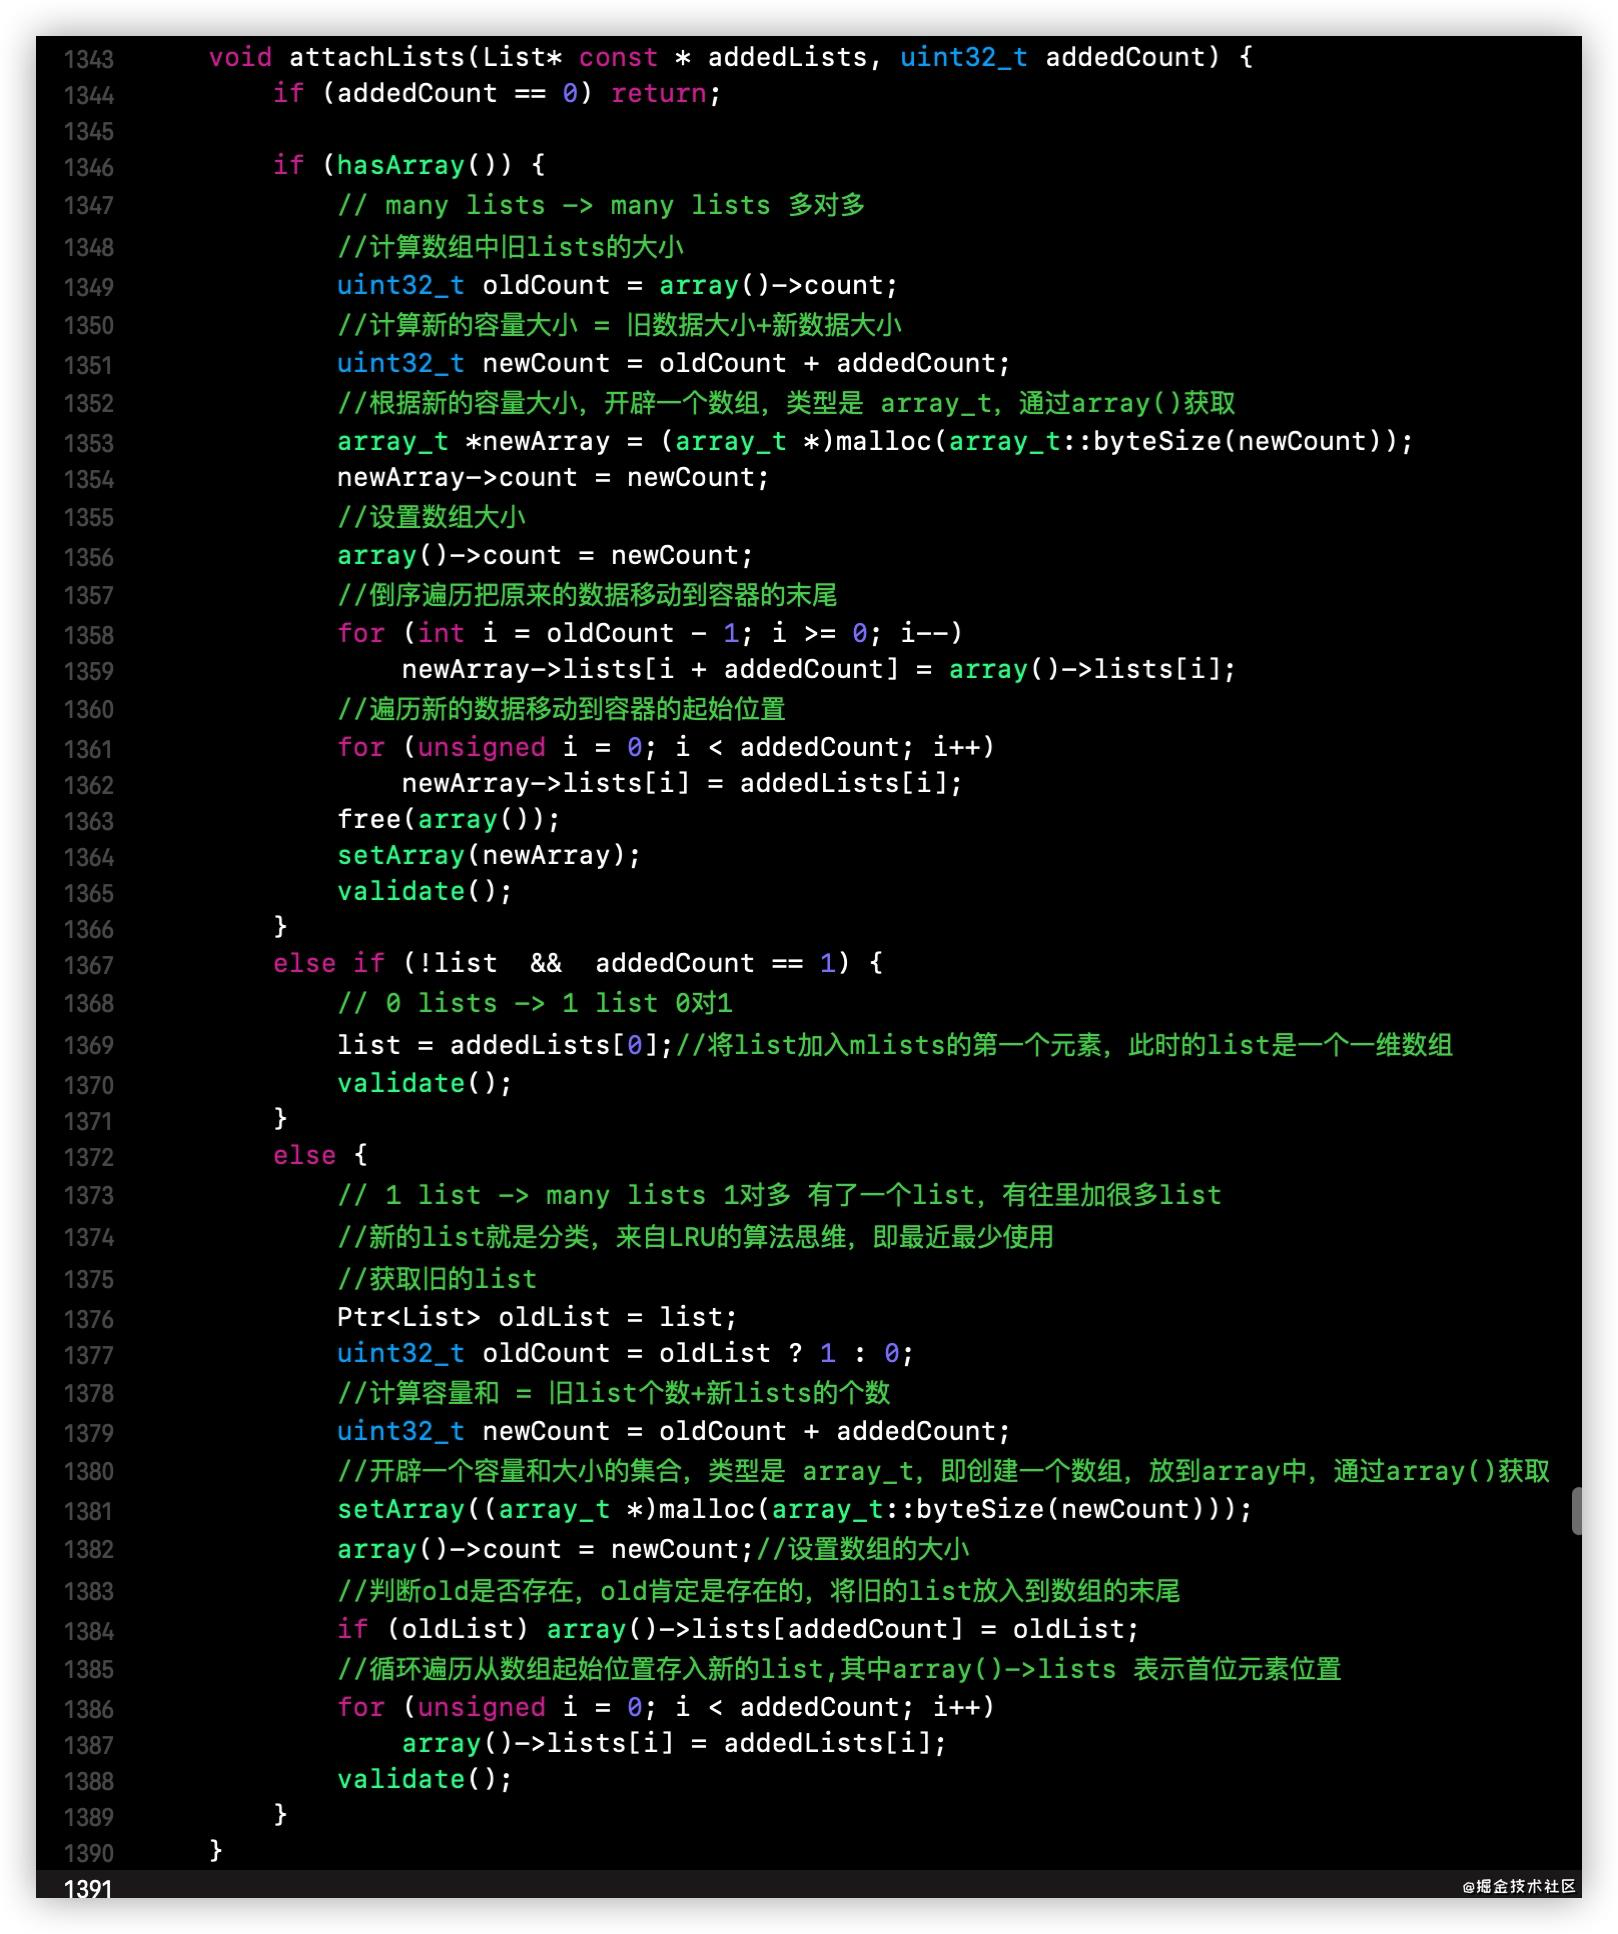 1343 void attachLists(List* const * addedLists, uint32_t addedCount) {
1344 if (addedCount == 0) return;
1345
1346 if (hasArray()) {
1347 // many lists -> many lists 多对多
1348 //计算数组中旧lists的大小
1349 uint32_t oldCount = array()->count;
1350 //计算新的容量大小 = 旧数据大小+新数据大小
1351 uint32_t newCount = oldCount + addedCount;
1352 //根据新的容量大小，开辟一个数组，类型是 array_t，通过array()获取
1353 array_t *newArray = (array_t *)malloc(array_t::byteSize(newCount));
1354 newArray->count = newCount;
1355 //设置数组大小
1356 array()->count = newCount;
1357 //倒序遍历把原来的数据移动到容器的末尾
1358 for (int i = oldCount - 1; i >= 0; i--)
1359 newArray->lists[i + addedCount] = array()->lists[i];
1360 //遍历新的数据移动到容器的起始位置
1361 for (unsigned i = 0; i < addedCount; i++)
1362 newArray->lists[i] = addedLists[i];
1363 free(array());
1364 setArray(newArray);
1365 validate();
1366 }
1367 else if (!list  &&  addedCount == 1) {
1368 // 0 lists -> 1 list 0对1
1369 list = addedLists[0];//将list加入mlists的第一个元素，此时的list是一个一维数组
1370 validate();
1371 }
1372 else {
1373 // 1 list -> many lists 1对多 有了一个list，有往里加很多list
1374 //新的list就是分类，来自LRU的算法思维，即最近最少使用
1375 //获取旧的list
1376 Ptr<List> oldList = list;
1377 uint32_t oldCount = oldList ? 1 : 0;
1378 //计算容量和 = 旧list个数+新lists的个数
1379 uint32_t newCount = oldCount + addedCount;
1380 //开辟一个容量和大小的集合，类型是 array_t，即创建一个数组，放到array中，通过array()获取
1381 setArray((array_t *)malloc(array_t::byteSize(newCount)));
1382 array()->count = newCount;//设置数组的大小
1383 //判断old是否存在，old肯定是存在的，将旧的list放入到数组的末尾
1384 if (oldList) array()->lists[addedCount] = oldList;
1385 //循环遍历从数组起始位置存入新的list,其中array()->lists 表示首位元素位置
1386 for (unsigned i = 0; i < addedCount; i++)
1387 array()->lists[i] = addedLists[i];
1388 validate();
1389 }
1390 }
1391
@掘金技术社区